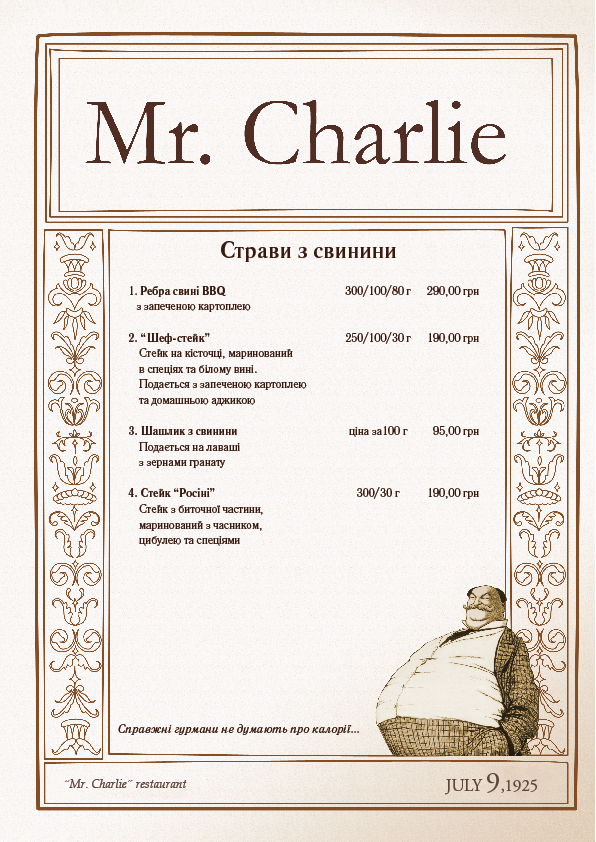 Mr. Charlie
Страви з свинини
1. Ребра свині BBQ 300/100/80 г 290,00 грн
з запеченою картоплею
2. “Шеф-стейк” 250/100/30 г 190,00 грн
Стейк на кісточці, маринований
в спеціях та білому вині.
Подається з запеченою картоплею
та домашньою аджикою
3. Шашлик з свинини ціна за100 г 95,00 грн
Подається на лаваші
з зернами гранату
4. Стейк “Росіні” 300/30 г 190,00 грн
Стейк з биточної частини,
маринований з часником,
цибулею та спеціями
Справжні гурмани не думають про калорії...
“Mr. Charlie” restaurant JULY 9,1925